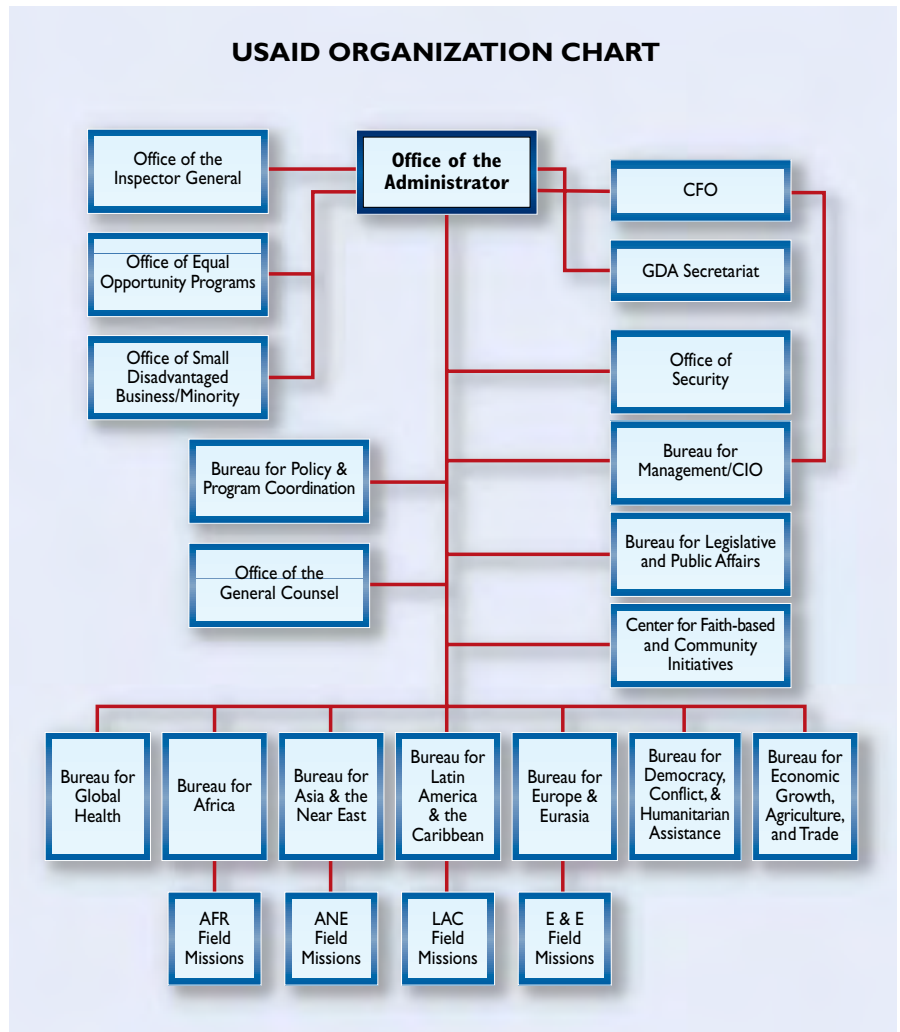 USAID ORGANIZATION CHART
Office of the
Inspector General
Office of the
Administrator
CFO
Office of Equal
Opportunity Programs
GDA Secretariat
Office of Small
Disadvantaged
Business/Minority
Office of
Security
Bureau for Policy &
Program Coordination
Bureau for
Management/CIO
Office of the
General Counsel
Bureau for Legislative
and Public Affairs
Center for Faith-based
and Community
Initiatives
Bureau for
Global
Health
Bureau for
Africa
Bureau for
Asia & the
Near East
Bureau for
Latin
America
& the
Caribbean
Bureau for
Europe &
Eurasia
Bureau for
Democracy,
Conflict, &
Humanitarian
Assistance
Bureau for
Economic
Growth,
Agriculture,
and Trade
AFR
Field
Missions
ANE
Field
Missions
LAC
Field
Missions
E & E
Field
Missions